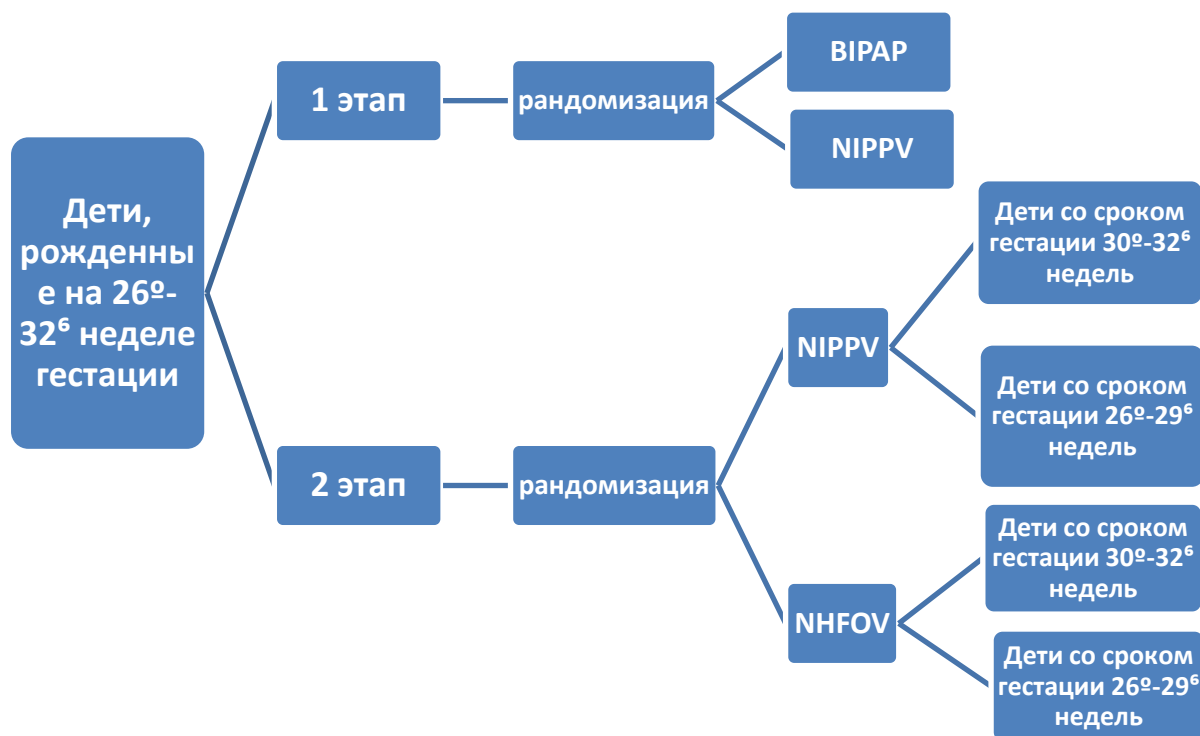 Дети,
рожденны
е на 26º-
32⁶ неделе
гестации
1 этап
рандомизация
BIPAP
NIPPV
2 этап
рандомизация
NIPPV
Дети со сроком
гестации 30º-32⁶
недель
Дети со сроком
гестации 26º-29⁶
недель
NHFOV
Дети со сроком
гестации 30º-32⁶
недель
Дети со сроком
гестации 26º-29⁶
недель